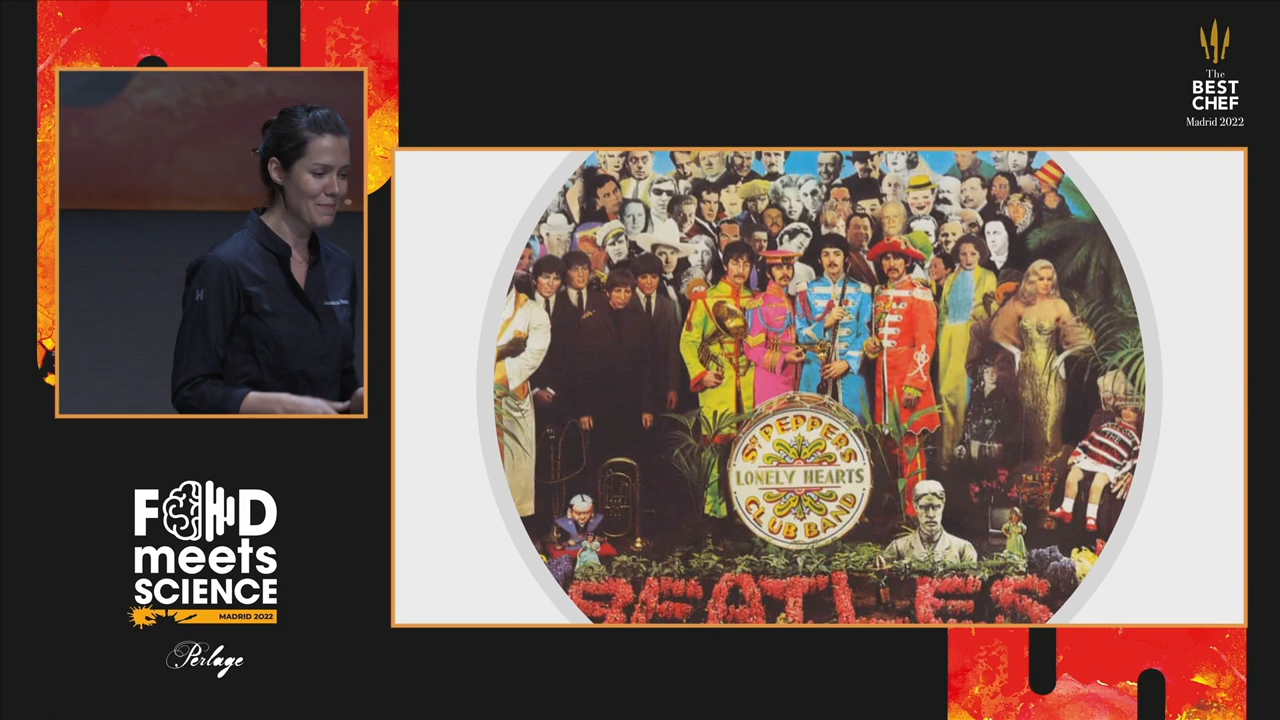 The
BEST
CHEF
Madrid 2022
FOOD
meets
SCIENCE
MADRID 2022
Perlage
SGT PEPPERS
LONELY HEARTS
CLUB BAND
BEATLES